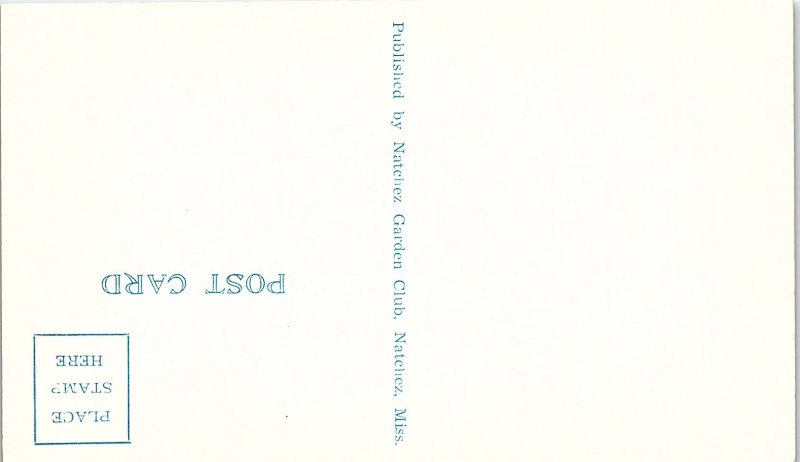 POST CARD
PLACE
STAMP
HERE
Published by Natchez Garden Club, Natchez, Miss.